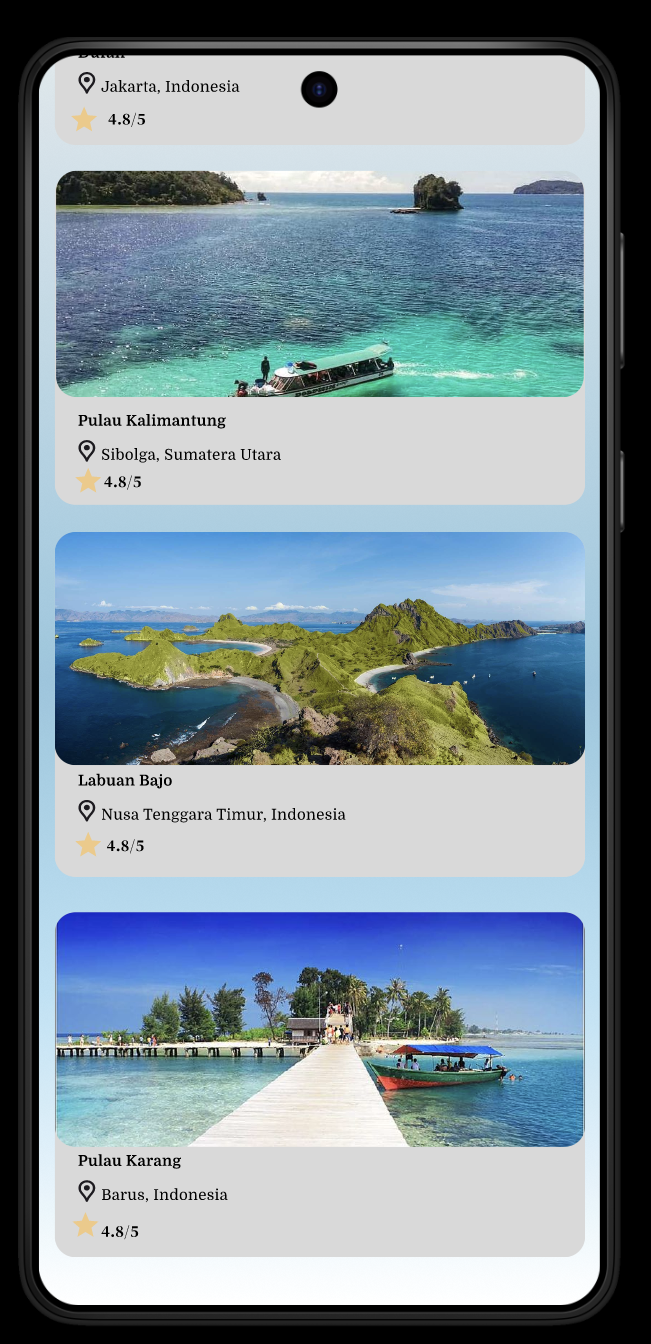 Jakarta, Indonesia
4.8/5
Pulau Kalimantung
Sibolga, Sumatera Utara
4.8/5
Labuan Bajo
Nusa Tenggara Timur, Indonesia
4.8/5
Pulau Karang
Barus, Indonesia
4.8/5